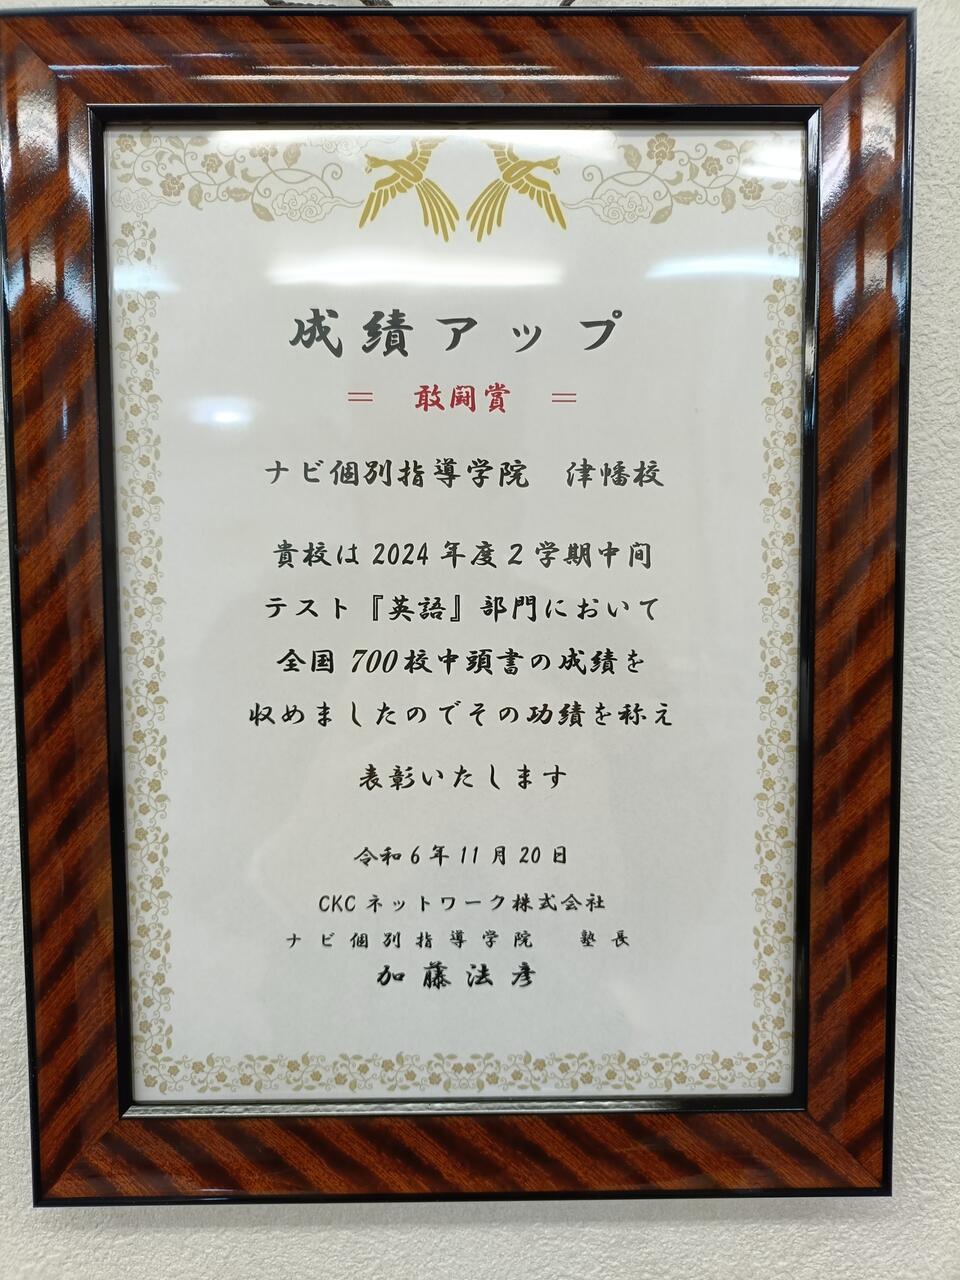 成績アップ
＝ 敢闘賞 ＝
ナビ個別指導学院 津幡校
貴校は2024年度2学期中间
テスト『英語』部門において
全国700校中頭書の成績を
収めましたのでその功績を称え
表彰いたします
令和6年11月20日
CKCネットワーク株式会社
ナビ個別指導学院 塾長
加藤法彦